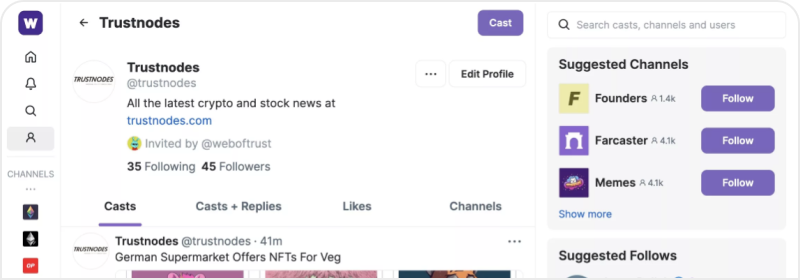 W
Trustnodes
Cast
Search casts, channels and users
TRUSTNODES
Trustnodes
@trustnodes
...
Edit Profile
All the latest crypto and stock news at
trustnodes.com
Invited by @weboftrust
35 Following 45 Followers
CHANNELS
...
OP
Casts
Casts + Replies
Likes
Channels
TRUSTNODES
Trustnodes @trustnodes · 41m
...
German Supermarket Offers NFTs For Veg
Suggested Channels
F
Founders 1.4k
Follow
Farcaster 4.1k
Follow
Memes 4.1k
Follow
Show more
Suggested Follows